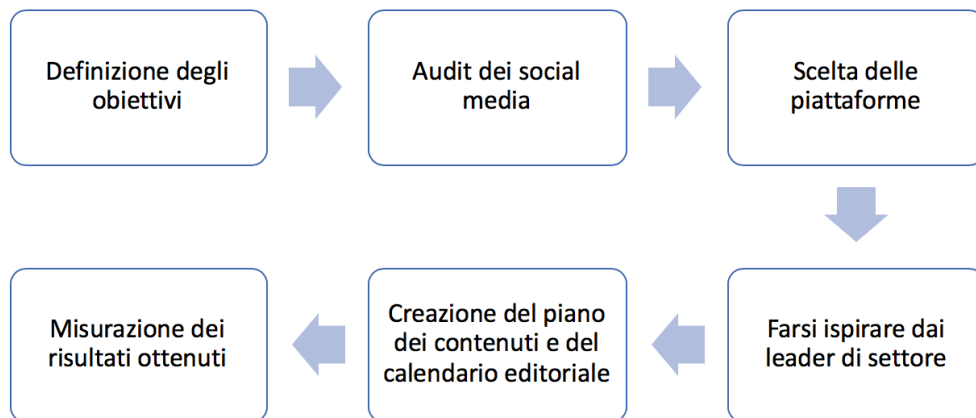 Definizione degli
obiettivi
Audit dei social
media
Scelta delle
piattaforme
Farsi ispirare dai
leader di settore
Creazione del piano
dei contenuti e del
calendario editoriale
Misurazione dei
risultati ottenuti